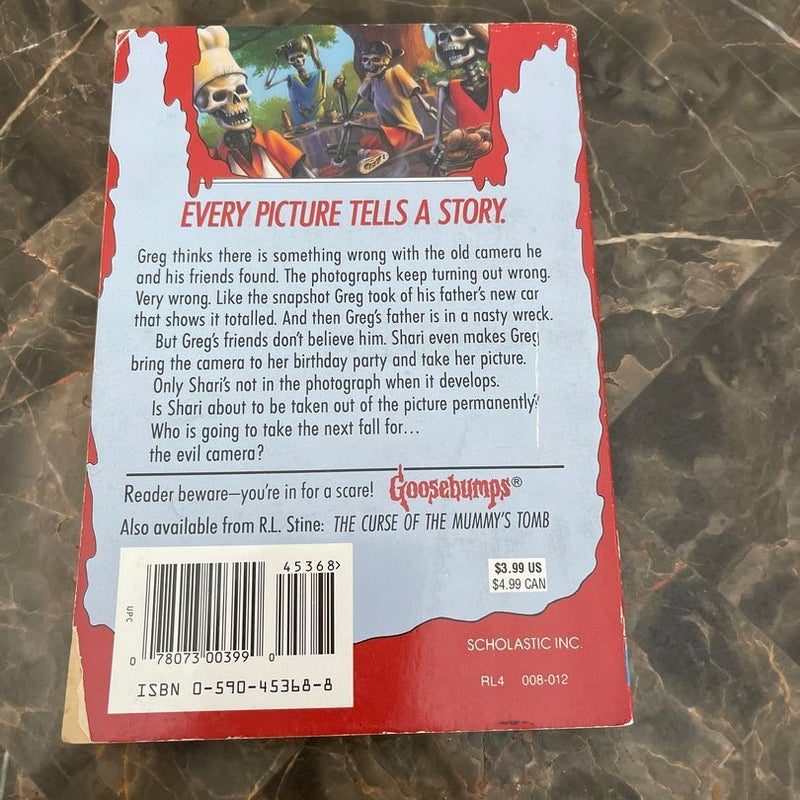 EVERY PICTURE TELLS A STORY.
Greg thinks there is something wrong with the old camera he
and his friends found. The photographs keep turning out wrong.
Very wrong. Like the snapshot Greg took of his father's new car
that shows it totalled. And then Greg's father is in a nasty wreck.
But Greg's friends don't believe him. Shari even makes Greg
bring the camera to her birthday party and take her picture.
Only Shari's not in the photograph when it develops.
Is Shari about to be taken out of the picture permanently?
Who is going to take the next fall for...
the evil camera?
Reader beware—you're in for a scare! Goosebumps®
Also available from R.L. Stine: THE CURSE OF THE MUMMY'S TOMB
45368>
$3.99 US
$4.99 CAN
UPC
0 78073 00399 0
ISBN 0-590-45368-8
SCHOLASTIC INC.
RL4 008-012